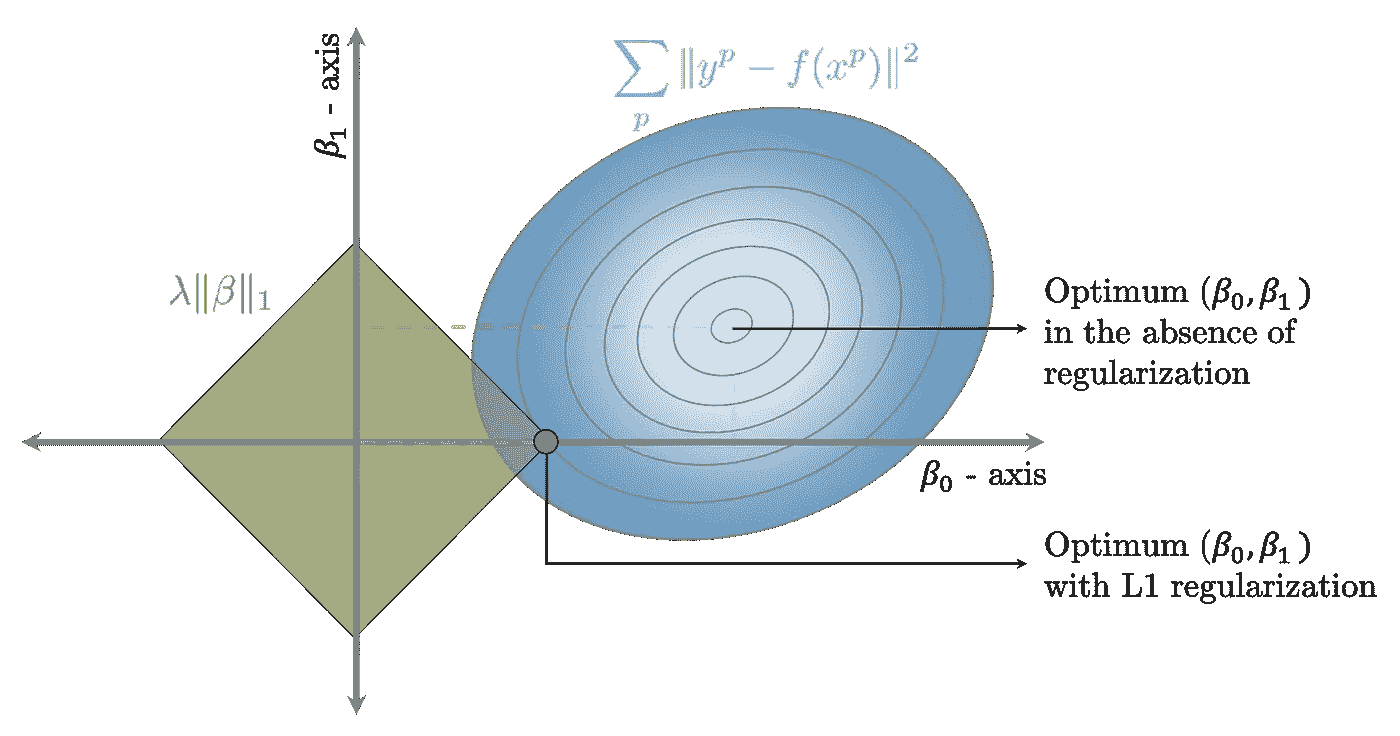 β₁ - axis
∑ₚ ‖yᵖ − f(xᵖ)‖²
λ‖β‖₁
Optimum (β₀, β₁)
in the absence of
regularization
β₀ - axis
Optimum (β₀, β₁)
with L1 regularization